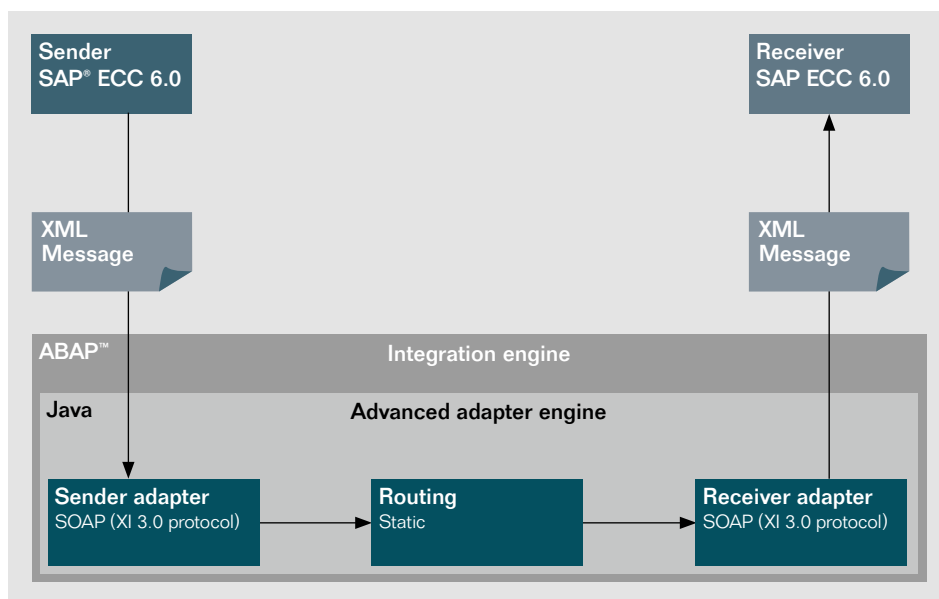 Sender
SAP® ECC 6.0
Receiver
SAP ECC 6.0
XML
Message
XML
Message
ABAP™
Integration engine
Java
Advanced adapter engine
Sender adapter
SOAP (XI 3.0 protocol)
Routing
Static
Receiver adapter
SOAP (XI 3.0 protocol)